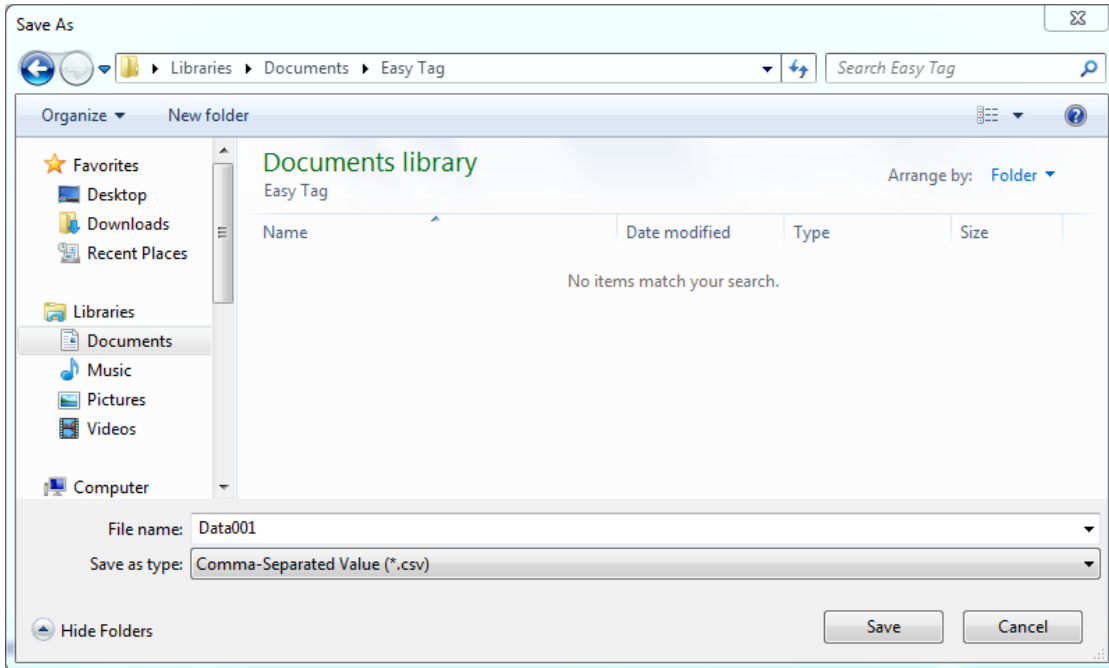 Save As
Libraries Documents Easy Tag Search Easy Tag
Organize New folder
Favorites
Desktop
Downloads
Recent Places
Libraries
Documents
Music
Pictures
Videos
Computer
Documents library
Easy Tag
Arrange by: Folder
Name Date modified Type Size
No items match your search.
File name: Data001
Save as type: Comma-Separated Value (*.csv)
Hide Folders Save Cancel